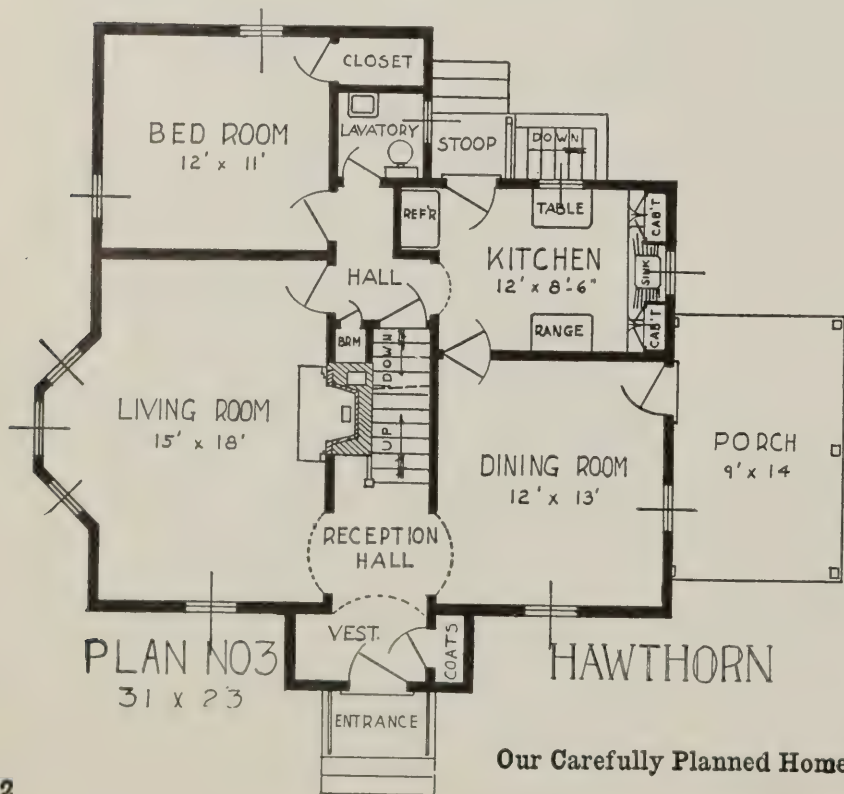 CLOSET
BED ROOM
12' x 11'
LAVATORY
STOOP
DOWN
REF'R
TABLE
CAB'T
KITCHEN
12' x 8'-6"
SINK
HALL
BRM
DOWN
RANGE
CAB'T
LIVING ROOM
15' x 18'
UP
PORCH
9' x 14
DINING ROOM
12' x 13'
RECEPTION
HALL
VEST.
COATS
PLAN NO3
31 x 23
HAWTHORN
ENTRANCE
Our Carefully Planned Home
2